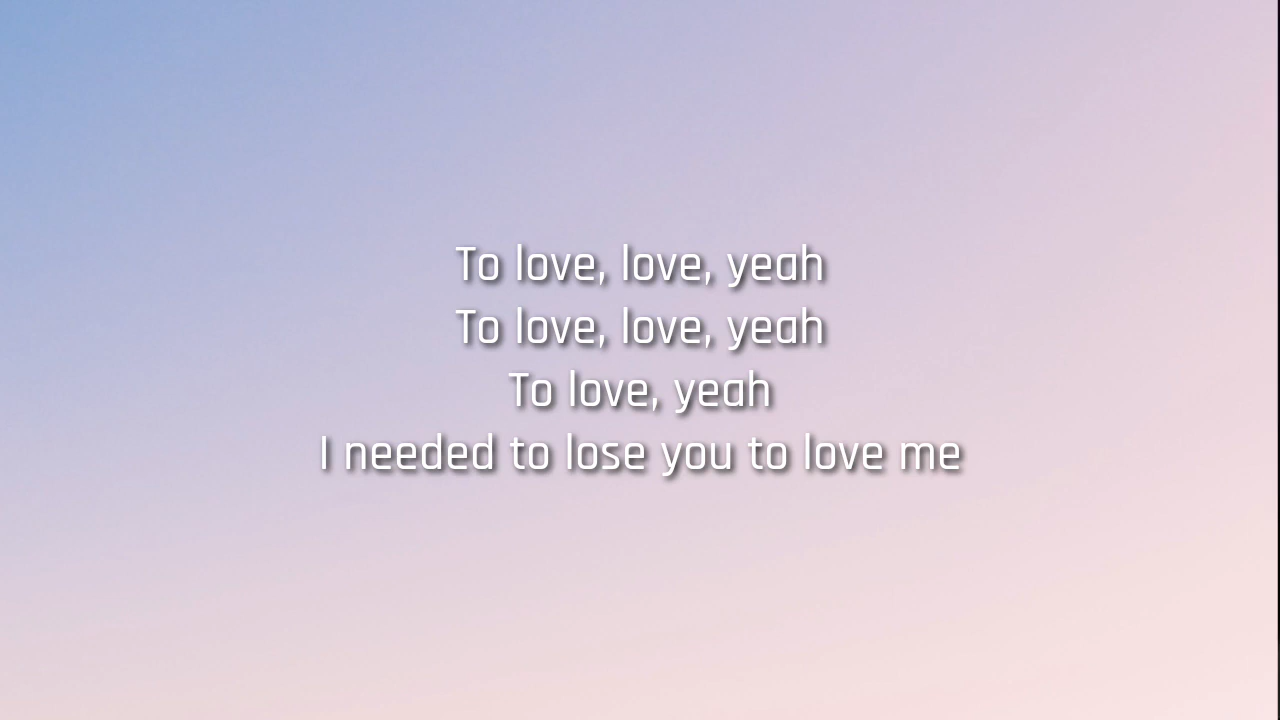 To love, love, yeah
To love, love, yeah
To love, yeah
I needed to lose you to love me